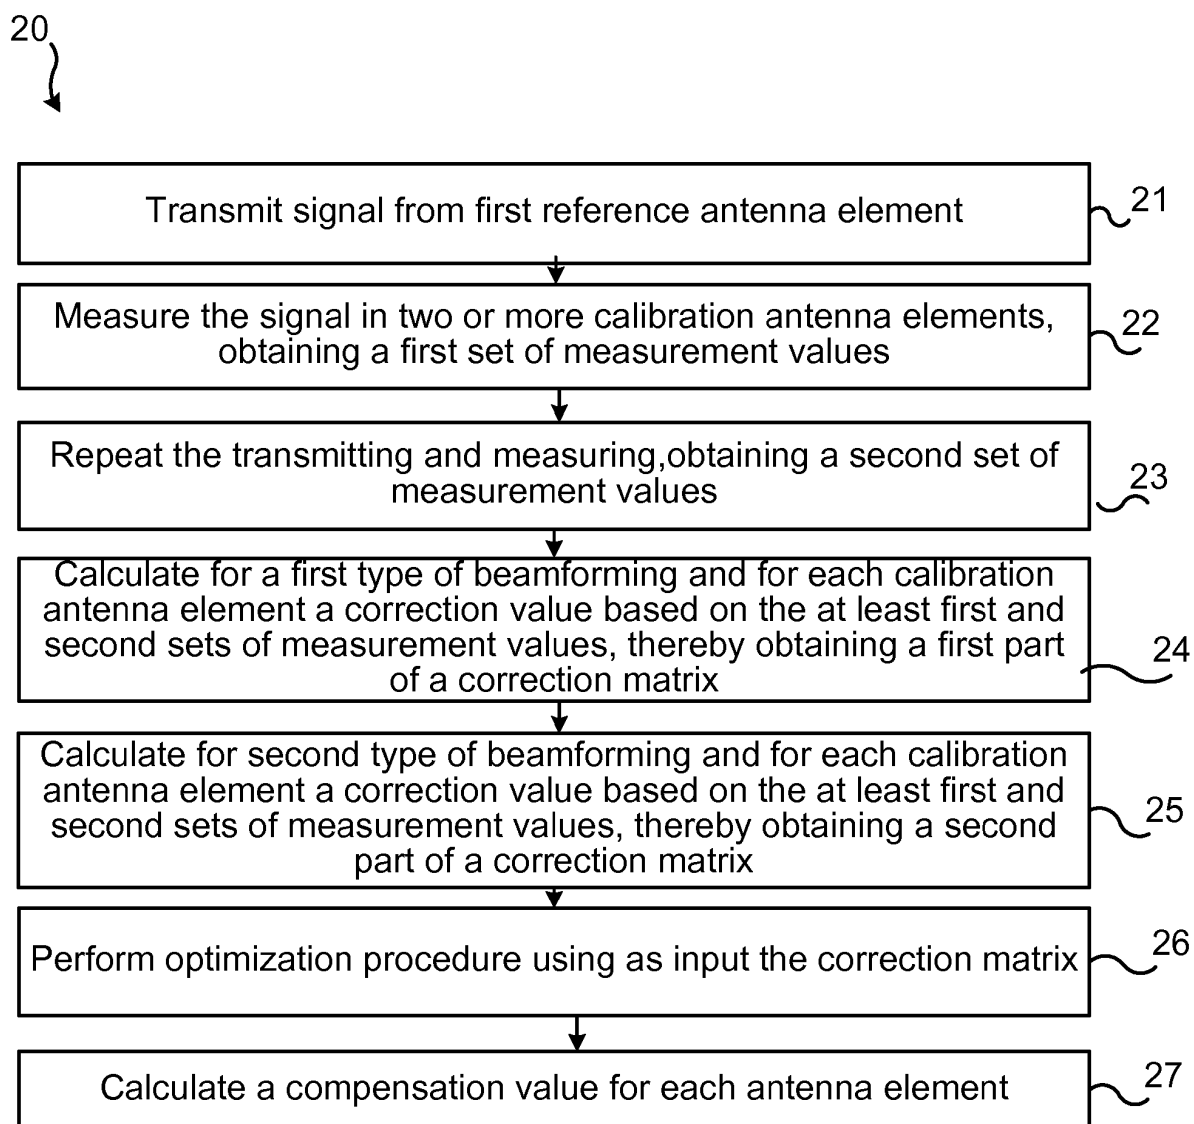 20
Transmit signal from first reference antenna element
21
Measure the signal in two or more calibration antenna elements,
obtaining a first set of measurement values
22
Repeat the transmitting and measuring,obtaining a second set of
measurement values
23
Calculate for a first type of beamforming and for each calibration
antenna element a correction value based on the at least first and
second sets of measurement values, thereby obtaining a first part
of a correction matrix
24
Calculate for second type of beamforming and for each calibration
antenna element a correction value based on the at least first and
second sets of measurement values, thereby obtaining a second
part of a correction matrix
25
Perform optimization procedure using as input the correction matrix
26
Calculate a compensation value for each antenna element
27